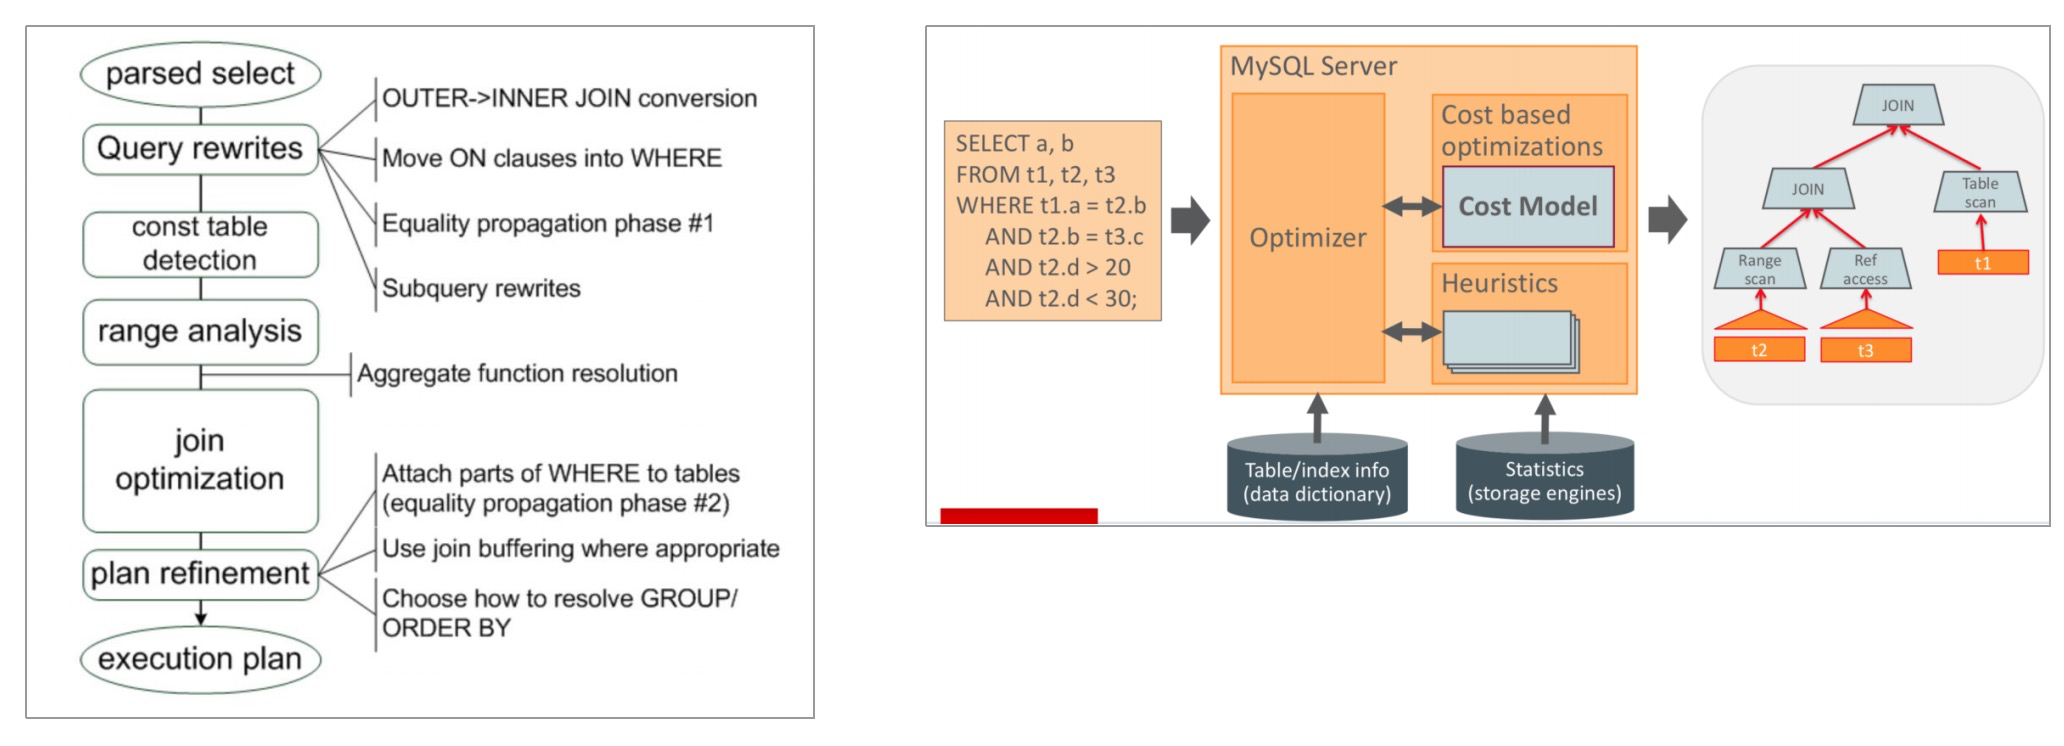 parsed select
Query rewrites
OUTER->INNER JOIN conversion
Move ON clauses into WHERE
Equality propagation phase #1
Subquery rewrites
const table
detection
range analysis
Aggregate function resolution
join
optimization
plan refinement
Attach parts of WHERE to tables
(equality propagation phase #2)
Use join buffering where appropriate
Choose how to resolve GROUP/
ORDER BY
execution plan
SELECT a, b
FROM t1, t2, t3
WHERE t1.a = t2.b
AND t2.b = t3.c
AND t2.d > 20
AND t2.d < 30;
MySQL Server
Optimizer
Cost based
optimizations
Cost Model
Heuristics
Table/index info
(data dictionary)
Statistics
(storage engines)
JOIN
JOIN
Table
scan
Range
scan
Ref
access
t1
t2
t3